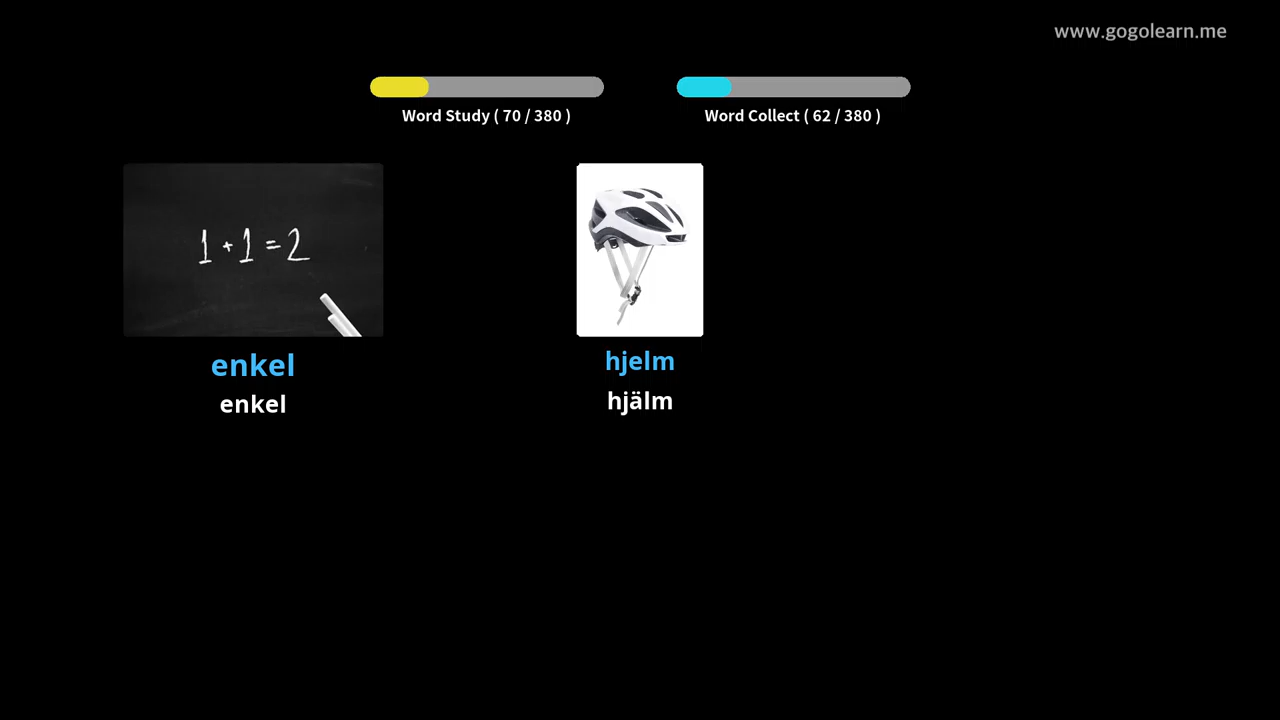 www.gogolearn.me
Word Study ( 70 / 380 )
Word Collect ( 62 / 380 )
1 + 1 = 2
enkel
enkel
hjelm
hjälm